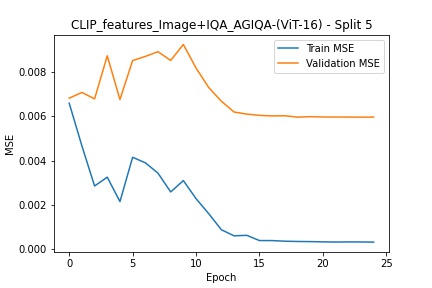 CLIP_features_Image+IQA_AGIQA-(ViT-16) - Split 5
Train MSE
Validation MSE
MSE
0.008
0.006
0.004
0.002
0.000
0 5 10 15 20 25
Epoch